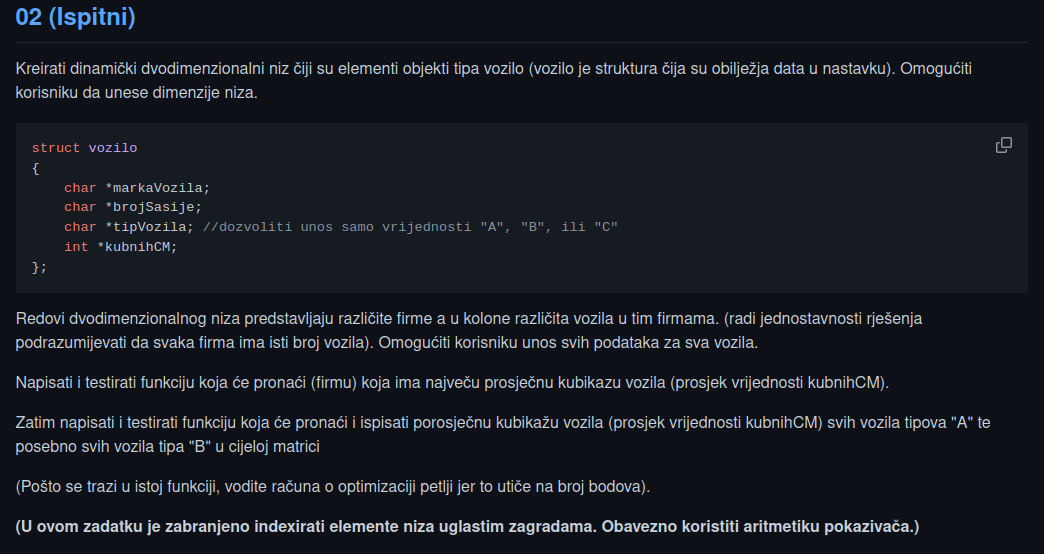 02 (Ispitni)
Kreirati dinamički dvodimenzionalni niz čiji su elementi objekti tipa vozilo (vozilo je struktura čija su obilježja data u nastavku). Omogućiti
korisniku da unese dimenzije niza.
struct vozilo
{
    char *markaVozila;
    char *brojSasije;
    char *tipVozila; //dozvoliti unos samo vrijednosti "A", "B", ili "C"
    int *kubnihCM;
};
Redovi dvodimenzionalnog niza predstavljaju različite firme a u kolone različita vozila u tim firmama. (radi jednostavnosti rješenja
podrazumijevati da svaka firma ima isti broj vozila). Omogućiti korisniku unos svih podataka za sva vozila.
Napisati i testirati funkciju koja će pronaći (firmu) koja ima največu prosječnu kubikazu vozila (prosjek vrijednosti kubnihCM).
Zatim napisati i testirati funkciju koja će pronaći i ispisati porosječnu kubikažu vozila (prosjek vrijednosti kubnihCM) svih vozila tipova "A" te
posebno svih vozila tipa "B" u cijeloj matrici
(Pošto se trazi u istoj funkciji, vodite računa o optimizaciji petlji jer to utiče na broj bodova).
(U ovom zadatku je zabranjeno indexirati elemente niza uglastim zagradama. Obavezno koristiti aritmetiku pokazivača.)